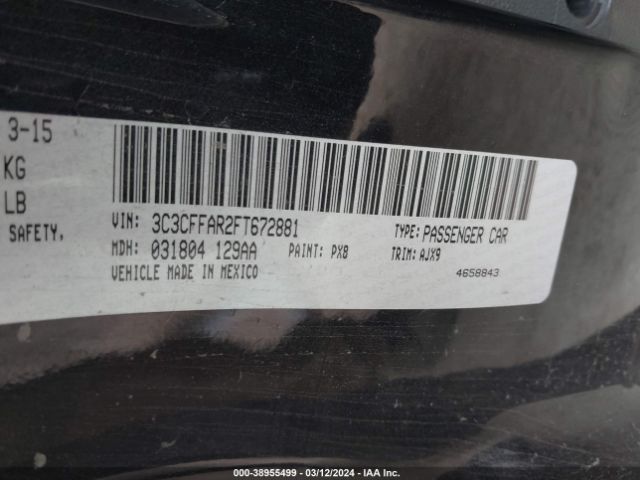 3-15
KG
LB
SAFETY.
VIN: 3C3CFFAR2FT672881
TYPE: PASSENGER CAR
MDH: 031804 129AA
PAINT: PX8
TRIM: AJX9
VEHICLE MADE IN MEXICO
4658843
000-38955499 - 03/12/2024 - IAA Inc.